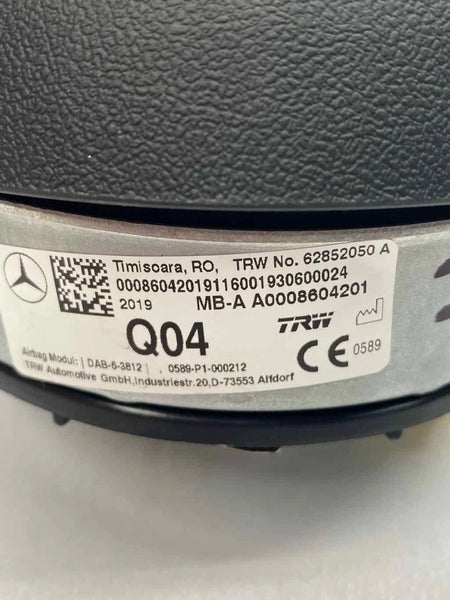 Timisoara, RO, TRW No. 62852050 A
00086042019116001930600024
2019 MB-A A0008604201
Q04 TRW
Airbag Modul: | DAB-6-3812 | 0589-P1-000212 CE 0589
TRW Automotive GmbH,Industriestr.20,D-73553 Alfdorf